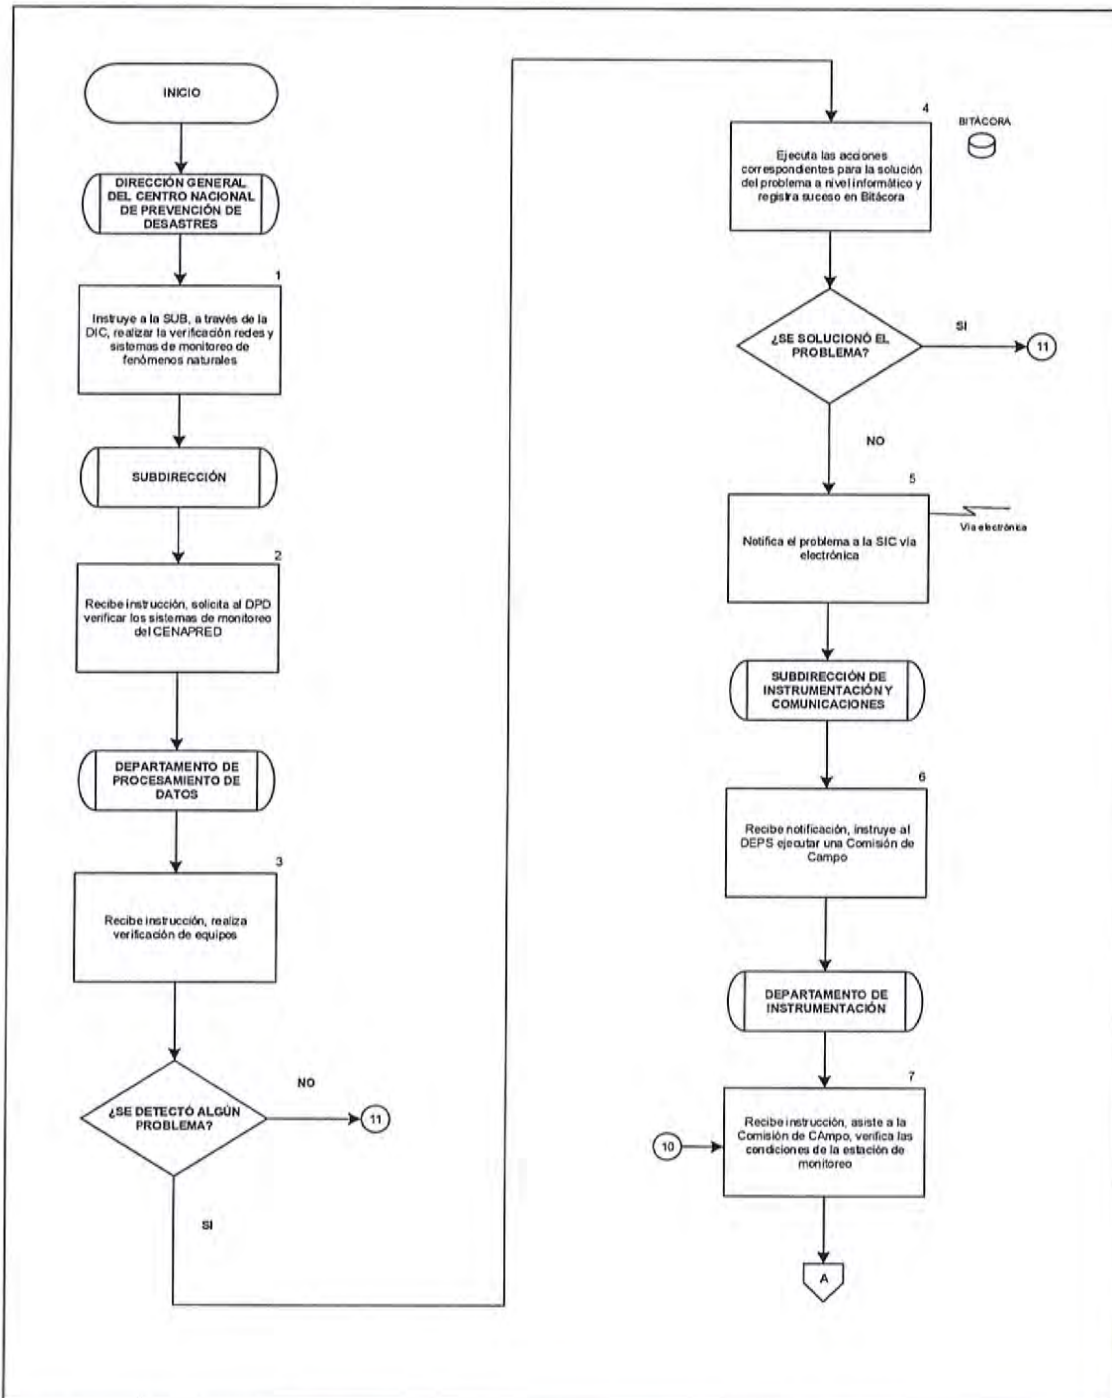 INICIO
DIRECCIÓN GENERAL
DEL CENTRO NACIONAL
DE PREVENCIÓN DE
DESASTRES
1
Instruye a la SUB, a través de la
DIC, realizar la verificación redes y
sistemas de monitoreo de
fenómenos naturales
SUBDIRECCIÓN
2
Recibe instrucción, solicita al DPD
verificar los sistemas de monitoreo
del CENAPRED
DEPARTAMENTO DE
PROCESAMIENTO DE
DATOS
3
Recibe instrucción, realiza
verificación de equipos
¿SE DETECTÓ ALGÚN
PROBLEMA?
NO
11
SI
4
BITÁCORA
Ejecuta las acciones
correspondientes para la solución
del problema a nivel informático y
registra suceso en Bitácora
¿SE SOLUCIONÓ EL
PROBLEMA?
SI
11
NO
5
Notifica el problema a la SIC vía
electrónica
Vía electrónica
SUBDIRECCIÓN DE
INSTRUMENTACIÓN Y
COMUNICACIONES
6
Recibe notificación, instruye al
DEPS ejecutar una Comisión de
Campo
DEPARTAMENTO DE
INSTRUMENTACIÓN
7
Recibe instrucción, asiste a la
Comisión de CAmpo, verifica las
condiciones de la estación de
monitoreo
10
A